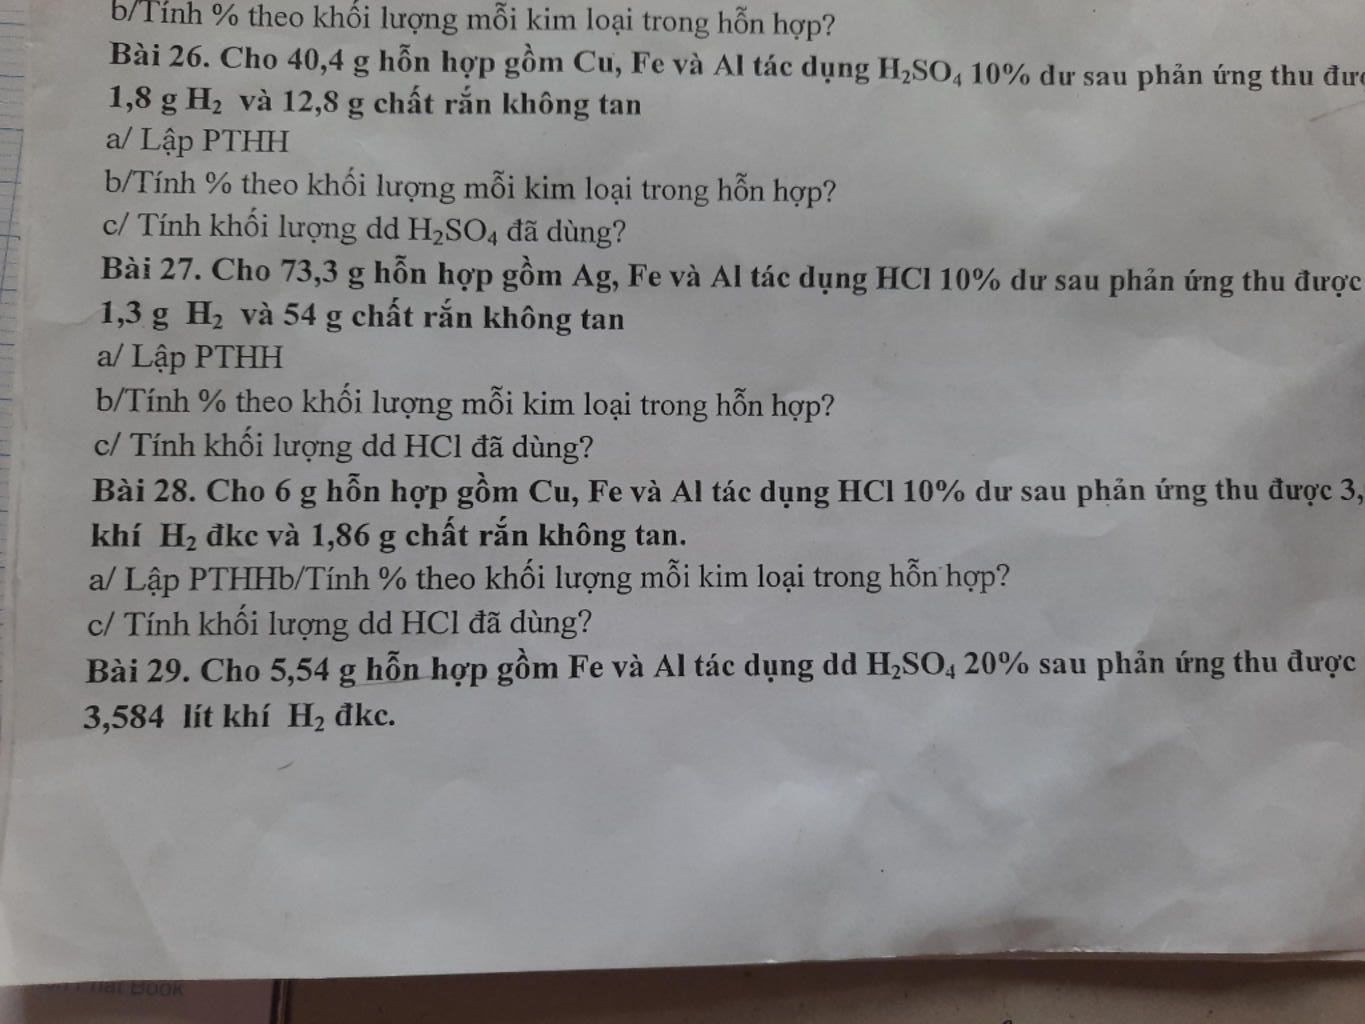 b/Tính % theo khối lượng mỗi kim loại trong hỗn hợp?
Bài 26. Cho 40,4 g hỗn hợp gồm Cu, Fe và Al tác dụng H₂SO₄ 10% dư sau phản ứng thu
1,8 g H₂ và 12,8 g chất rắn không tan
a/ Lập PTHH
b/Tính % theo khối lượng mỗi kim loại trong hỗn hợp?
c/ Tính khối lượng dd H₂SO₄ đã dùng?
Bài 27. Cho 73,3 g hỗn hợp gồm Ag, Fe và Al tác dụng HCl 10% dư sau phản ứng thu được
1,3 g H₂ và 54 g chất rắn không tan
a/ Lập PTHH
b/Tính % theo khối lượng mỗi kim loại trong hỗn hợp?
c/ Tính khối lượng dd HCl đã dùng?
Bài 28. Cho 6 g hỗn hợp gồm Cu, Fe và Al tác dụng HCl 10% dư sau phản ứng thu được 3,
khí H₂ đkc và 1,86 g chất rắn không tan.
a/ Lập PTHHb/Tính % theo khối lượng mỗi kim loại trong hỗn hợp?
c/ Tính khối lượng dd HCl đã dùng?
Bài 29. Cho 5,54 g hỗn hợp gồm Fe và Al tác dụng dd H₂SO₄ 20% sau phản ứng thu được
3,584 lít khí H₂ đkc.
Book